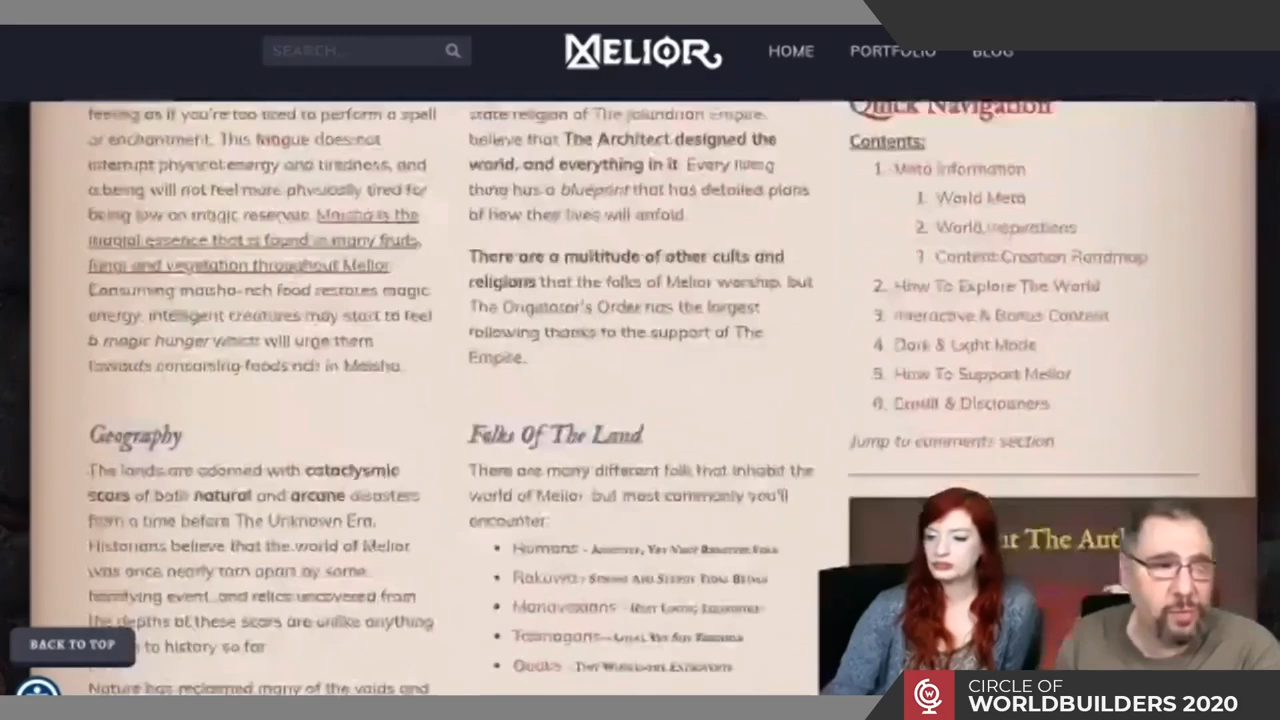 SEARCH...
MELIOR
HOME
PORTFOLIO
BLOG
feeling as if you're too tired to perform a spell
or enchantment. This fatigue does not
interrupt physical energy and tiredness, and
a being will not feel more physically tired for
being low on magic reserves. Maisha is the
magical essence that is found in many fruits,
fungi and vegetation throughout Melior.
Consuming maisha-rich food restores magic
energy, intelligent creatures may start to feel
a magic hunger which will urge them
towards consuming foods rich in Maisha.
Geography
The lands are adorned with cataclysmic
scars of both natural and arcane disasters
from a time before The Unknown Era.
Historians believe that the world of Melior
was once nearly torn apart by some
horrifying event, and relics uncovered from
the depths of these scars are unlike anything
to history so far
Nature has reclaimed many of the voids and
state religion of The Empire,
believe that The Architect designed the
world, and everything in it. Every living
thing has a blueprint that has detailed plans
of how their lives will unfold.
There are a multitude of other cults and
religions that the folks of Melior worship, but
The Originator's Order has the largest
following thanks to the support of The
Empire.
Folks Of The Land
There are many different folk that inhabit the
world of Melior, but most commonly you'll
encounter:
Humans -
Quick Navigation
Contents:
1. Meta Information
1. World Meta
2. World Inspirations
3. Content Creation Roadmap
2. How To Explore The World
3. Interactive & Bonus Content
4. Dark & Light Mode
5. How To Support Melior
6. Credit & Disclaimers
Jump to comments section
ut The Aut
BACK TO TOP
CIRCLE OF
WORLDBUILDERS 2020